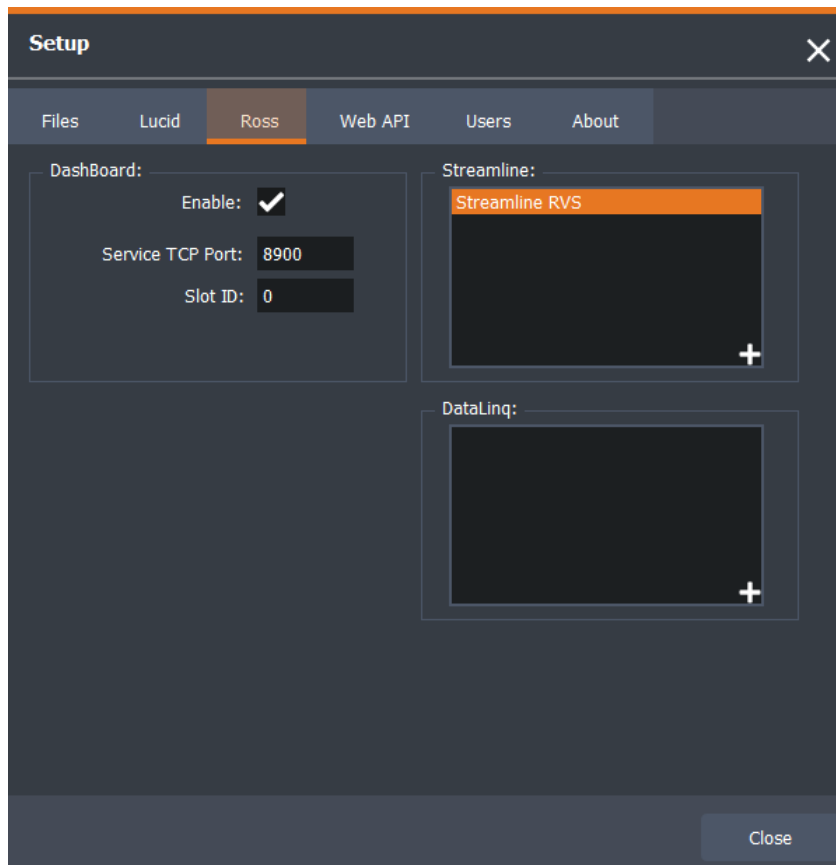 Setup
Files Lucid Ross Web API Users About
DashBoard:
Enable:
Service TCP Port: 8900
Slot ID: 0
Streamline:
Streamline RVS
DataLinq:
Close